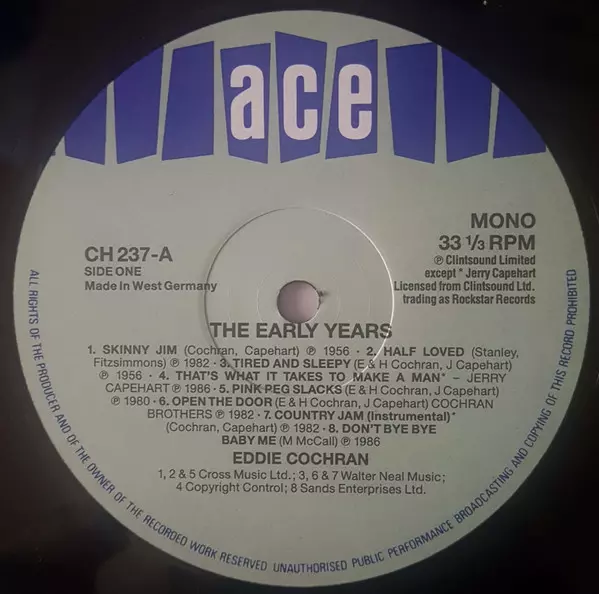 ace
CH 237-A
SIDE ONE
Made In West Germany
MONO
33 1/3 RPM
℗ Clintsound Limited
except * Jerry Capehart
Licensed from Clintsound Ltd.
trading as Rockstar Records
THE EARLY YEARS
1. SKINNY JIM (Cochran, Capehart) ℗ 1956 · 2. HALF LOVED (Stanley,
Fitzsimmons) ℗ 1982 · 3. TIRED AND SLEEPY (E & H Cochran, J Capehart)
℗ 1956 · 4. THAT'S WHAT IT TAKES TO MAKE A MAN* – JERRY
CAPEHART ℗ 1986 · 5. PINK PEG SLACKS (E & H Cochran, J Capehart)
℗ 1980 · 6. OPEN THE DOOR (E & H Cochran, J Capehart) COCHRAN
BROTHERS ℗ 1982 · 7. COUNTRY JAM (Instrumental)*
(Cochran, Capehart) ℗ 1982 · 8. DON'T BYE BYE
BABY ME (M McCall) ℗ 1986
EDDIE COCHRAN
1, 2 & 5 Cross Music Ltd.; 3, 6 & 7 Walter Neal Music;
4 Copyright Control; 8 Sands Enterprises Ltd.
ALL RIGHTS OF THE PRODUCER AND OF THE OWNER OF THE RECORDED WORK RESERVED UNAUTHORISED PUBLIC PERFORMANCE BROADCASTING AND COPYING OF THIS RECORD PROHIBITED